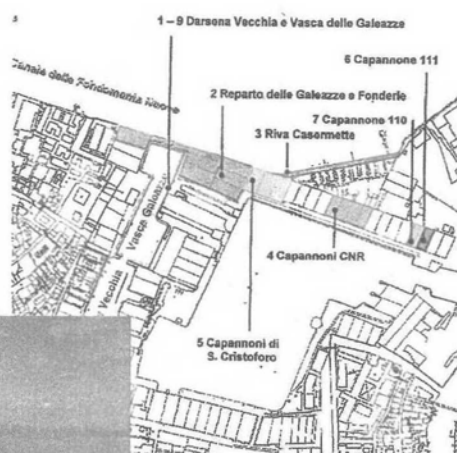 1 – 9 Darsena Vecchia e Vasca delle Galeazze
6 Capannone 111
Canale delle Fondamenta Nove
2 Reparto delle Galeazze e Fonderie
7 Capannone 110
3 Riva Casermette
Vasca Galeazze
Vecchia
4 Capannoni CNR
5 Capannoni di
S. Cristoforo